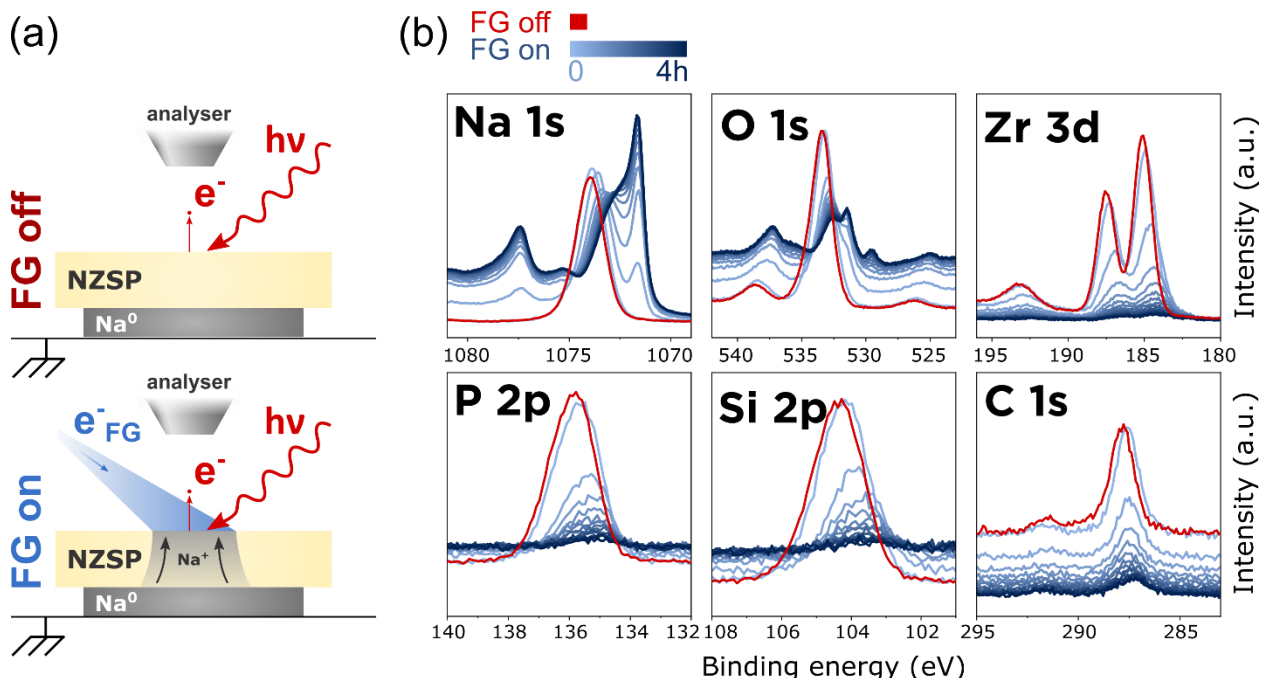 (a)
analyser
hν
e⁻
FG off
NZSP
Na⁰
analyser
e⁻FG
hν
e⁻
FG on
NZSP
Na⁺
Na⁰
(b)
FG off
FG on
0 4h
Na 1s
O 1s
Zr 3d
Intensity (a.u.)
1080 1075 1070
540 535 530 525
195 190 185 180
P 2p
Si 2p
C 1s
Intensity (a.u.)
140 138 136 134 132
108 106 104 102
295 290 285
Binding energy (eV)